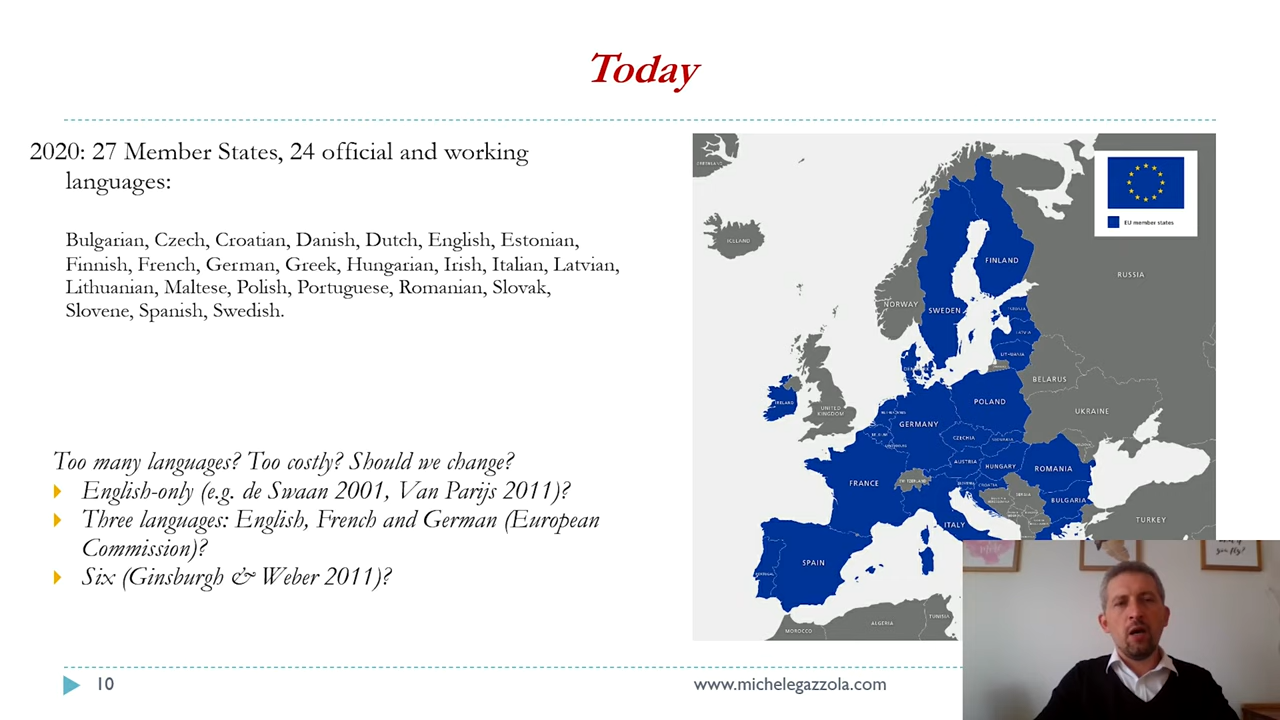 Today
2020: 27 Member States, 24 official and working
languages:
Bulgarian, Czech, Croatian, Danish, Dutch, English, Estonian,
Finnish, French, German, Greek, Hungarian, Irish, Italian, Latvian,
Lithuanian, Maltese, Polish, Portuguese, Romanian, Slovak,
Slovene, Spanish, Swedish.
Too many languages? Too costly? Should we change?
English-only (e.g. de Swaan 2001, Van Parijs 2011)?
Three languages: English, French and German (European
Commission)?
Six (Ginsburgh & Weber 2011)?
EU member states
ICELAND
FINLAND
RUSSIA
NORWAY
SWEDEN
LATVIA
LITHUANIA
BELARUS
IRELAND
UNITED
KINGDOM
POLAND
UKRAINE
GERMANY
CZECHIA
AUSTRIA
HUNGARY
ROMANIA
FRANCE
BULGARIA
ITALY
TURKEY
SPAIN
MOROCCO
ALGERIA
TUNISIA
10
www.michelegazzola.com